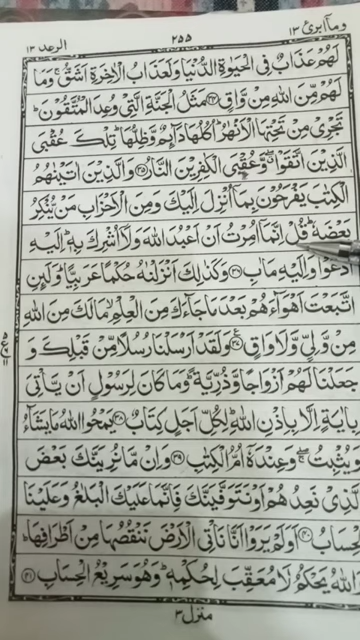 وما ابرئ ١٣
٢٥٥
الرعد ١٣
لَهُمْ عَذَابٌ فِي الْحَيٰوةِ الدُّنْيَا وَلَعَذَابُ الْاٰخِرَةِ اَشَقُّ ۚ وَمَا
لَهُمْ مِّنَ اللّٰهِ مِنْ وَّاقٍ ﴿٣٤﴾ مَثَلُ الْجَنَّةِ الَّتِيْ وُعِدَ الْمُتَّقُوْنَ ؕ
تَجْرِيْ مِنْ تَحْتِهَا الْاَنْهٰرُ ؕ اُكُلُهَا دَآئِمٌ وَّظِلُّهَا ؕ تِلْكَ عُقْبَى
الَّذِيْنَ اتَّقَوْا ۖ وَّعُقْبَى الْكٰفِرِيْنَ النَّارُ ﴿٣٥﴾ وَالَّذِيْنَ اٰتَيْنٰهُمُ
الْكِتٰبَ يَفْرَحُوْنَ بِمَآ اُنْزِلَ اِلَيْكَ وَمِنَ الْاَحْزَابِ مَنْ يُّنْكِرُ
بَعْضَهٗ ؕ قُلْ اِنَّمَآ اُمِرْتُ اَنْ اَعْبُدَ اللّٰهَ وَلَآ اُشْرِكَ بِهٖ ؕ اِلَيْهِ
اَدْعُوْا وَاِلَيْهِ مَاٰبِ ﴿٣٦﴾ وَكَذٰلِكَ اَنْزَلْنٰهُ حُكْمًا عَرَبِيًّا ؕ وَلَئِنِ
اتَّبَعْتَ اَهْوَآءَهُمْ بَعْدَ مَا جَآءَكَ مِنَ الْعِلْمِ ۙ مَا لَكَ مِنَ اللّٰهِ
مِنْ وَّلِيٍّ وَّلَا وَاقٍ ﴿٣٧﴾ وَلَقَدْ اَرْسَلْنَا رُسُلًا مِّنْ قَبْلِكَ وَ
جَعَلْنَا لَهُمْ اَزْوَاجًا وَّذُرِّيَّةً ؕ وَمَا كَانَ لِرَسُوْلٍ اَنْ يَّاْتِيَ
بِاٰيَةٍ اِلَّا بِاِذْنِ اللّٰهِ ؕ لِكُلِّ اَجَلٍ كِتَابٌ ﴿٣٨﴾ يَمْحُوا اللّٰهُ مَا يَشَآءُ
وَيُثْبِتُ ۖ وَعِنْدَهٗٓ اُمُّ الْكِتٰبِ ﴿٣٩﴾ وَاِنْ مَّا نُرِيَنَّكَ بَعْضَ
الَّذِيْ نَعِدُهُمْ اَوْ نَتَوَفَّيَنَّكَ فَاِنَّمَا عَلَيْكَ الْبَلٰغُ وَعَلَيْنَا
الْحِسَابُ ﴿٤٠﴾ اَوَلَمْ يَرَوْا اَنَّا نَاْتِي الْاَرْضَ نَنْقُصُهَا مِنْ اَطْرَافِهَا ؕ
وَاللّٰهُ يَحْكُمُ لَا مُعَقِّبَ لِحُكْمِهٖ ؕ وَهُوَ سَرِيْعُ الْحِسَابِ ﴿٤١﴾
منزل ٣